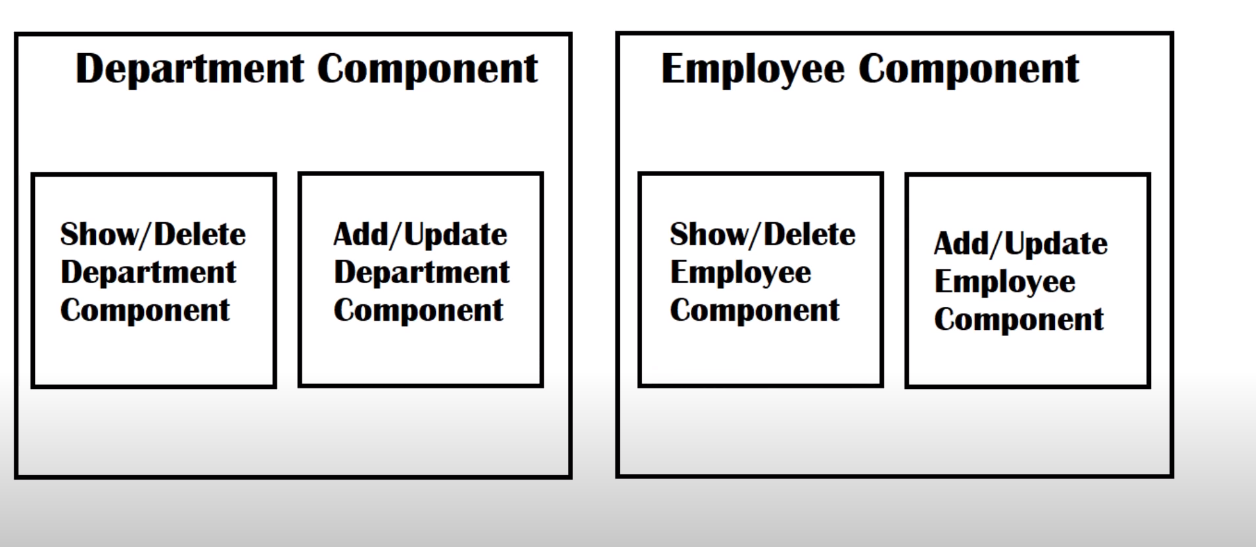 Department Component
Show/Delete
Department
Component
Add/Update
Department
Component
Employee Component
Show/Delete
Employee
Component
Add/Update
Employee
Component